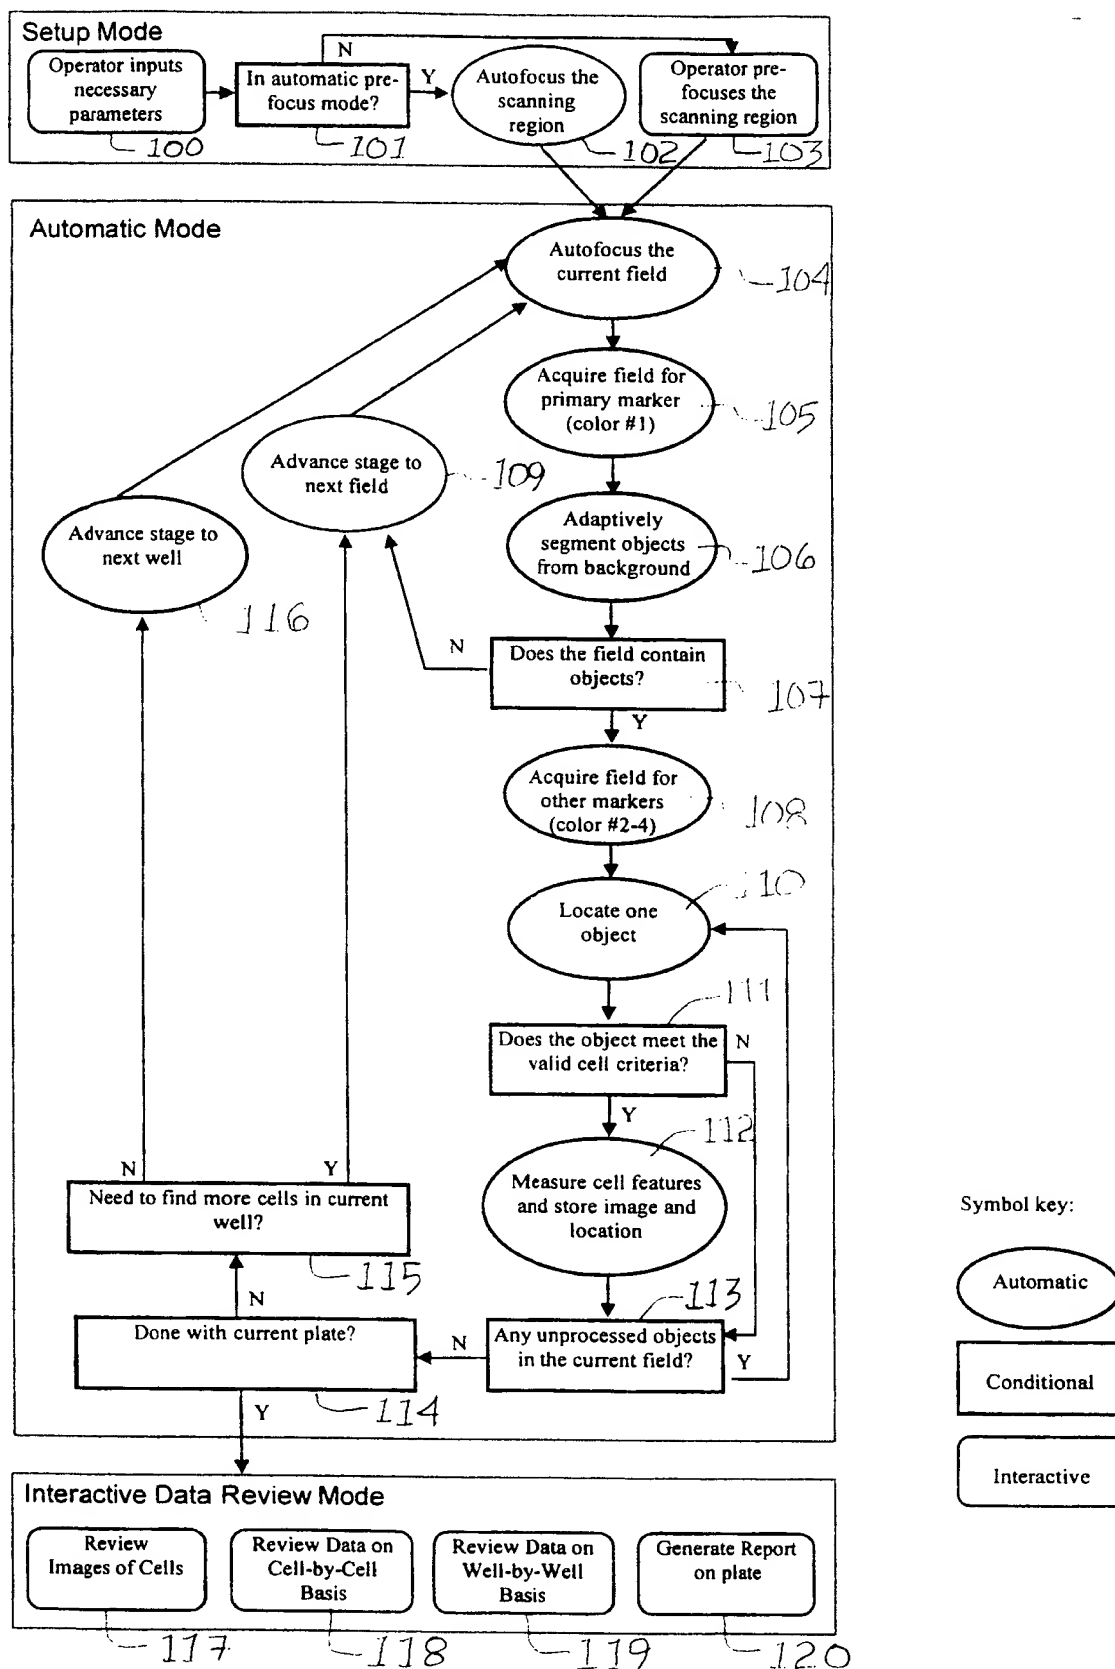 Setup Mode
Operator inputs
necessary
parameters
100
In automatic pre-
focus mode?
101
N
Y
Autofocus the
scanning
region
102
Operator pre-
focuses the
scanning region
103
Automatic Mode
Autofocus the
current field
104
Acquire field for
primary marker
(color #1)
105
Advance stage to
next field
109
Advance stage to
next well
116
Adaptively
segment objects
from background
106
Does the field contain
objects?
107
N
Y
Acquire field for
other markers
(color #2-4)
108
Locate one
object
110
Does the object meet the
valid cell criteria?
111
N
Y
Measure cell features
and store image and
location
112
Any unprocessed objects
in the current field?
113
N
Y
Done with current plate?
114
N
Y
Need to find more cells in current
well?
115
N
Y
Interactive Data Review Mode
Review
Images of Cells
117
Review Data on
Cell-by-Cell
Basis
118
Review Data on
Well-by-Well
Basis
119
Generate Report
on plate
120
Symbol key:
Automatic
Conditional
Interactive